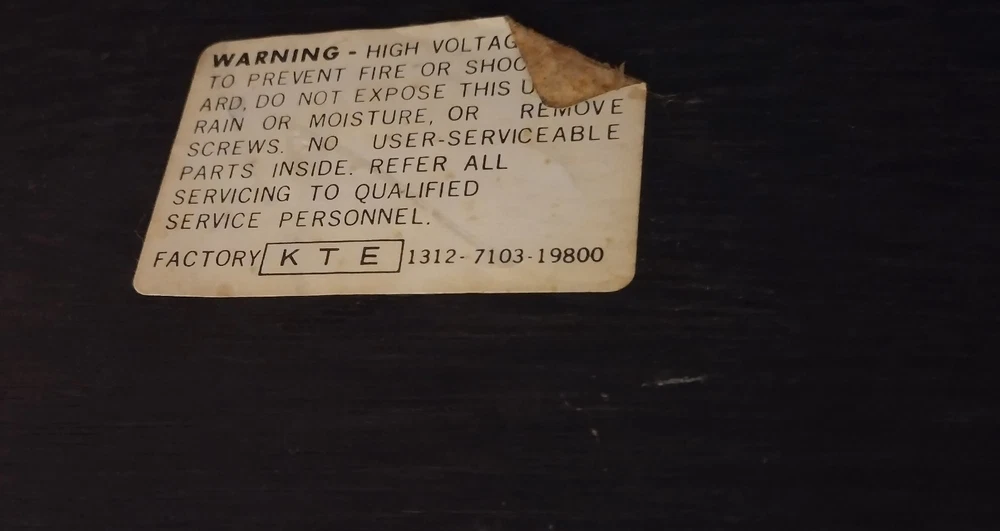 WARNING - HIGH VOLTAG
TO PREVENT FIRE OR SHOC
ARD, DO NOT EXPOSE THIS U
RAIN OR MOISTURE, OR REMOVE
SCREWS. NO USER-SERVICEABLE
PARTS INSIDE. REFER ALL
SERVICING TO QUALIFIED
SERVICE PERSONNEL.
FACTORY K T E 1312-7103-19800